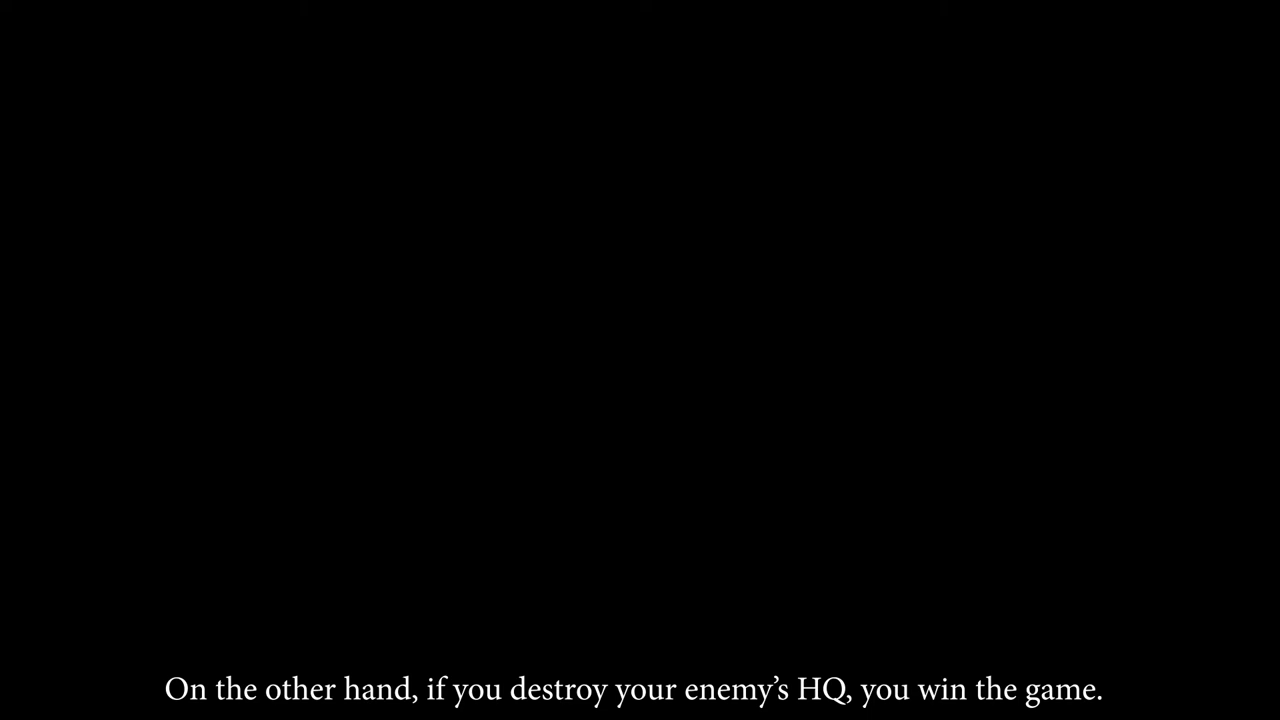 On the other hand, if you destroy your enemy’s HQ, you win the game.